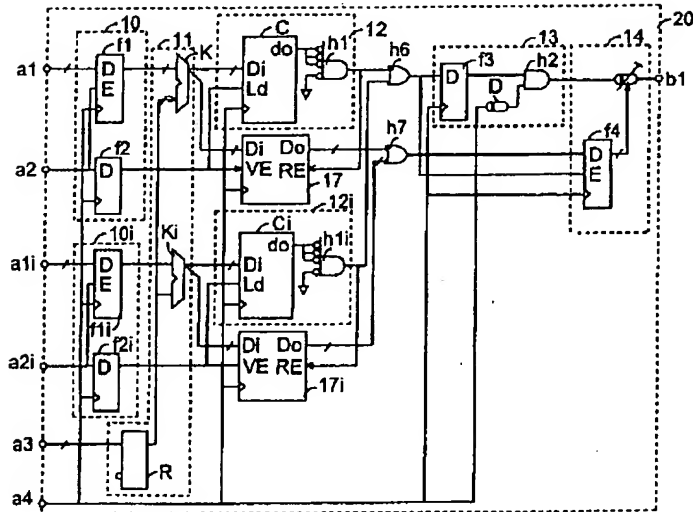 10 11 C 12 20
f1 K do h1 h6 13 14
a1 D Di f3 h2
E Ld D D b1
f2 h7 f4
a2 D Di Do D
VE RE E
17
10i 12i
Ki Ci
do h1i
a1i D Di
E Ld
f1i
f2i
a2i D Di Do
VE RE
17i
a3
R
a4